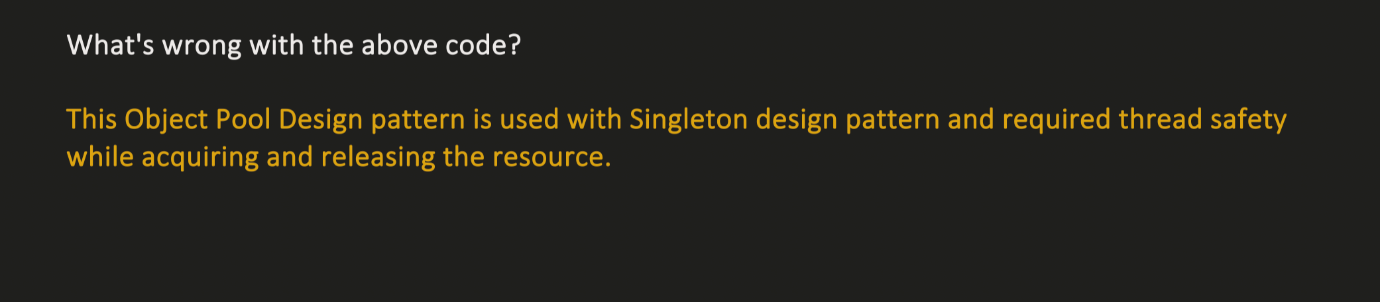 What's wrong with the above code?
This Object Pool Design pattern is used with Singleton design pattern and required thread safety
while acquiring and releasing the resource.